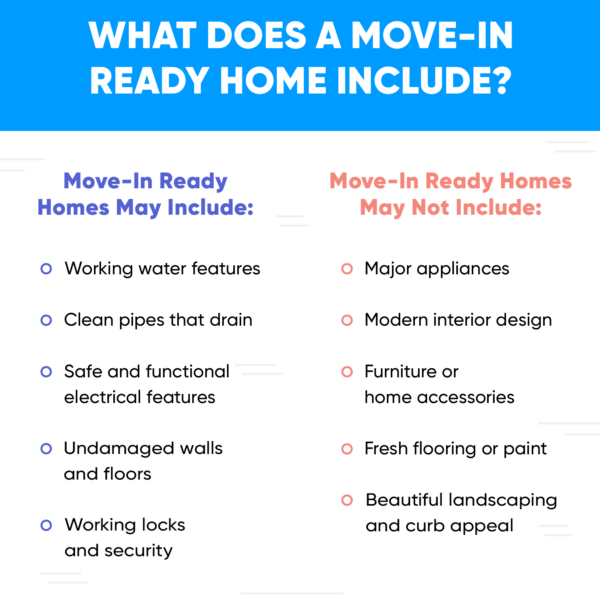 WHAT DOES A MOVE-IN
READY HOME INCLUDE?
Move-In Ready
Homes May Include:
Working water features
Clean pipes that drain
Safe and functional
electrical features
Undamaged walls
and floors
Working locks
and security
Move-In Ready Homes
May Not Include:
Major appliances
Modern interior design
Furniture or
home accessories
Fresh flooring or paint
Beautiful landscaping
and curb appeal